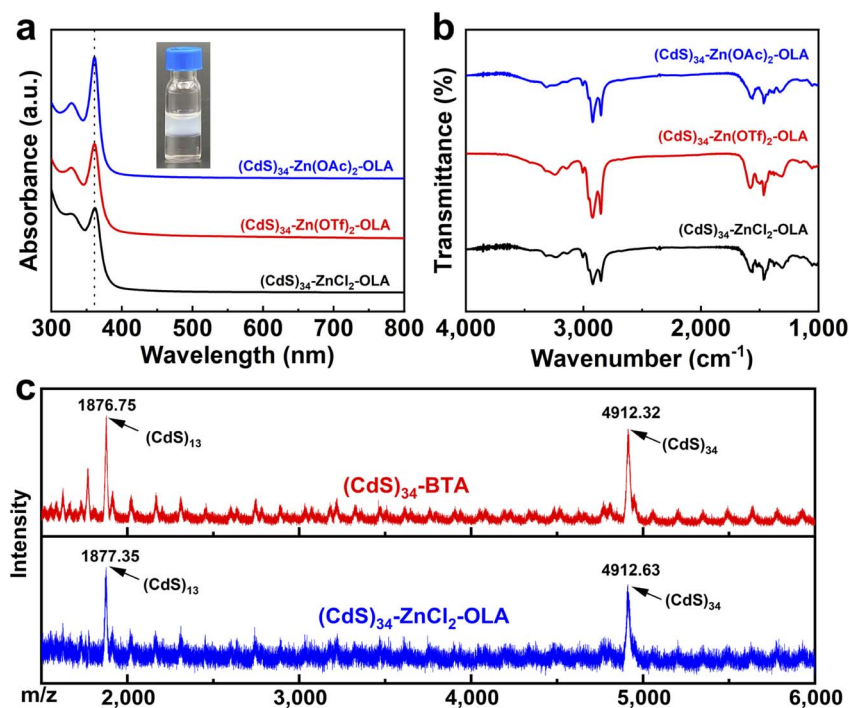 a
Absorbance (a.u.)
(CdS)₃₄-Zn(OAc)₂-OLA
(CdS)₃₄-Zn(OTf)₂-OLA
(CdS)₃₄-ZnCl₂-OLA
300 400 500 600 700 800
Wavelength (nm)
b
Transmittance (%)
(CdS)₃₄-Zn(OAc)₂-OLA
(CdS)₃₄-Zn(OTf)₂-OLA
(CdS)₃₄-ZnCl₂-OLA
4,000 3,000 2,000 1,000
Wavenumber (cm⁻¹)
c
Intensity
1876.75
(CdS)₁₃
4912.32
(CdS)₃₄
(CdS)₃₄-BTA
1877.35
(CdS)₁₃
4912.63
(CdS)₃₄
(CdS)₃₄-ZnCl₂-OLA
m/z 2,000 3,000 4,000 5,000 6,000